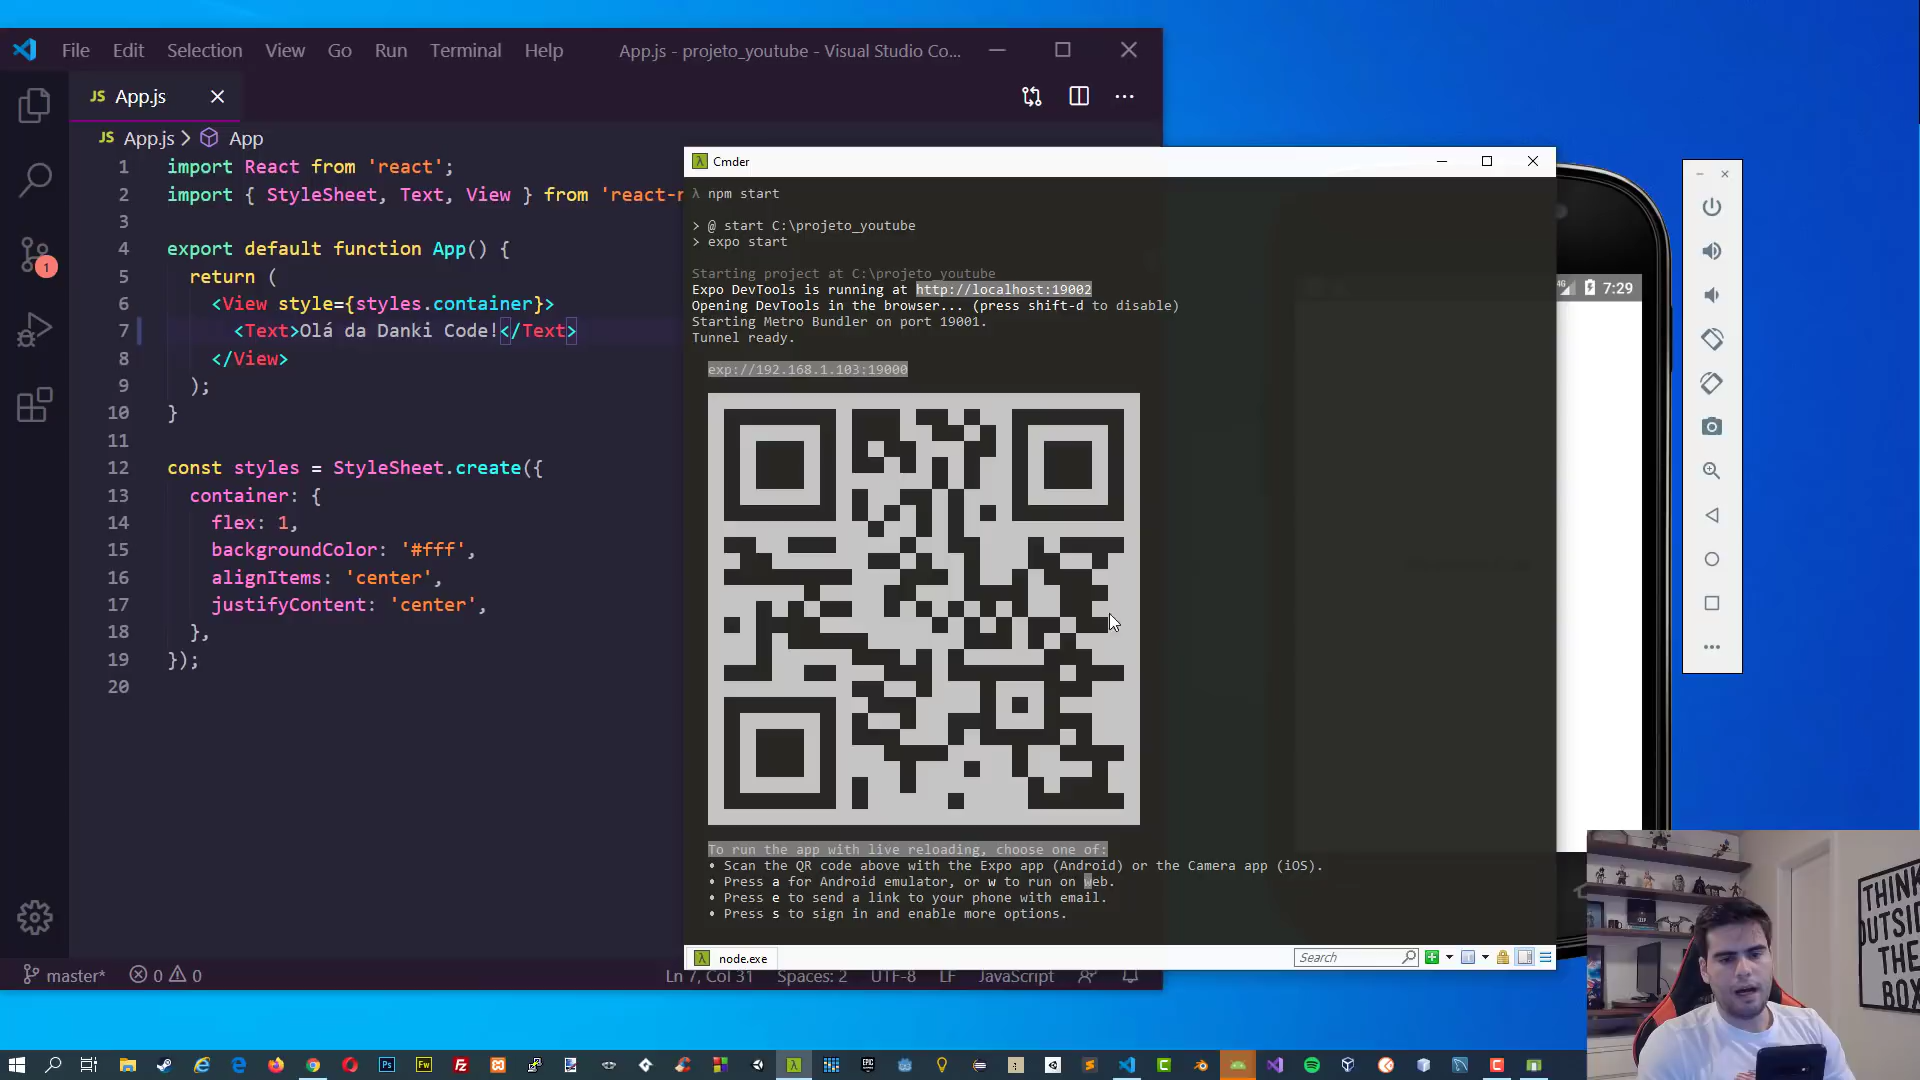 File Edit Selection View Go Run Terminal Help App.js - projeto_youtube - Visual Studio Co...
JS App.js
JS App.js > App
1 import React from 'react';
2 import { StyleSheet, Text, View } from 'react-r
3
4 export default function App() {
5 return (
6 <View style={styles.container}>
7 <Text>Olá da Danki Code!</Text>
8 </View>
9 );
10 }
11
12 const styles = StyleSheet.create({
13 container: {
14 flex: 1,
15 backgroundColor: '#fff',
16 alignItems: 'center',
17 justifyContent: 'center',
18 },
19 });
20
1
master* 0 0 Ln 7, Col 31 Spaces: 2 UTF-8 LF JavaScript
Cmder
λ npm start
> @ start C:\projeto_youtube
> expo start
Starting project at C:\projeto_youtube
Expo DevTools is running at http://localhost:19002
Opening DevTools in the browser... (press shift-d to disable)
Starting Metro Bundler on port 19001.
Tunnel ready.
exp://192.168.1.103:19000
To run the app with live reloading, choose one of:
• Scan the QR code above with the Expo app (Android) or the Camera app (iOS).
• Press a for Android emulator, or w to run on web.
• Press e to send a link to your phone with email.
• Press s to sign in and enable more options.
λ node.exe Search
7:29
THINK
OUTSIDE
THE
BOX